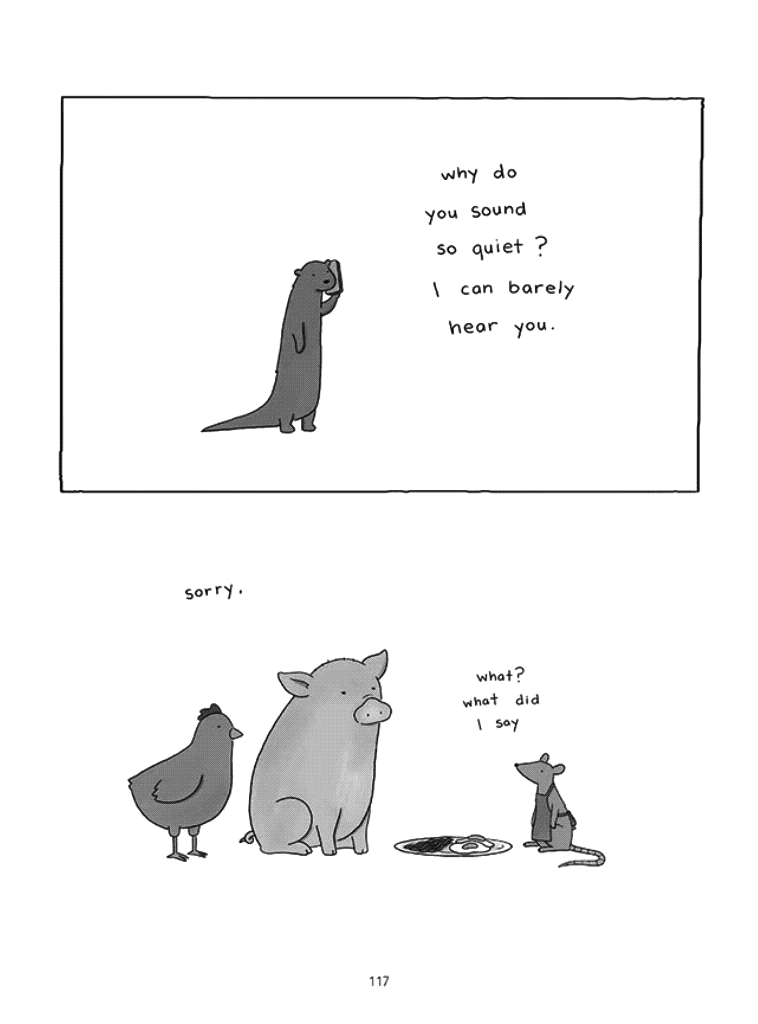 why do
you sound
so quiet?
I can barely
hear you.
sorry.
what?
what did
I say
117